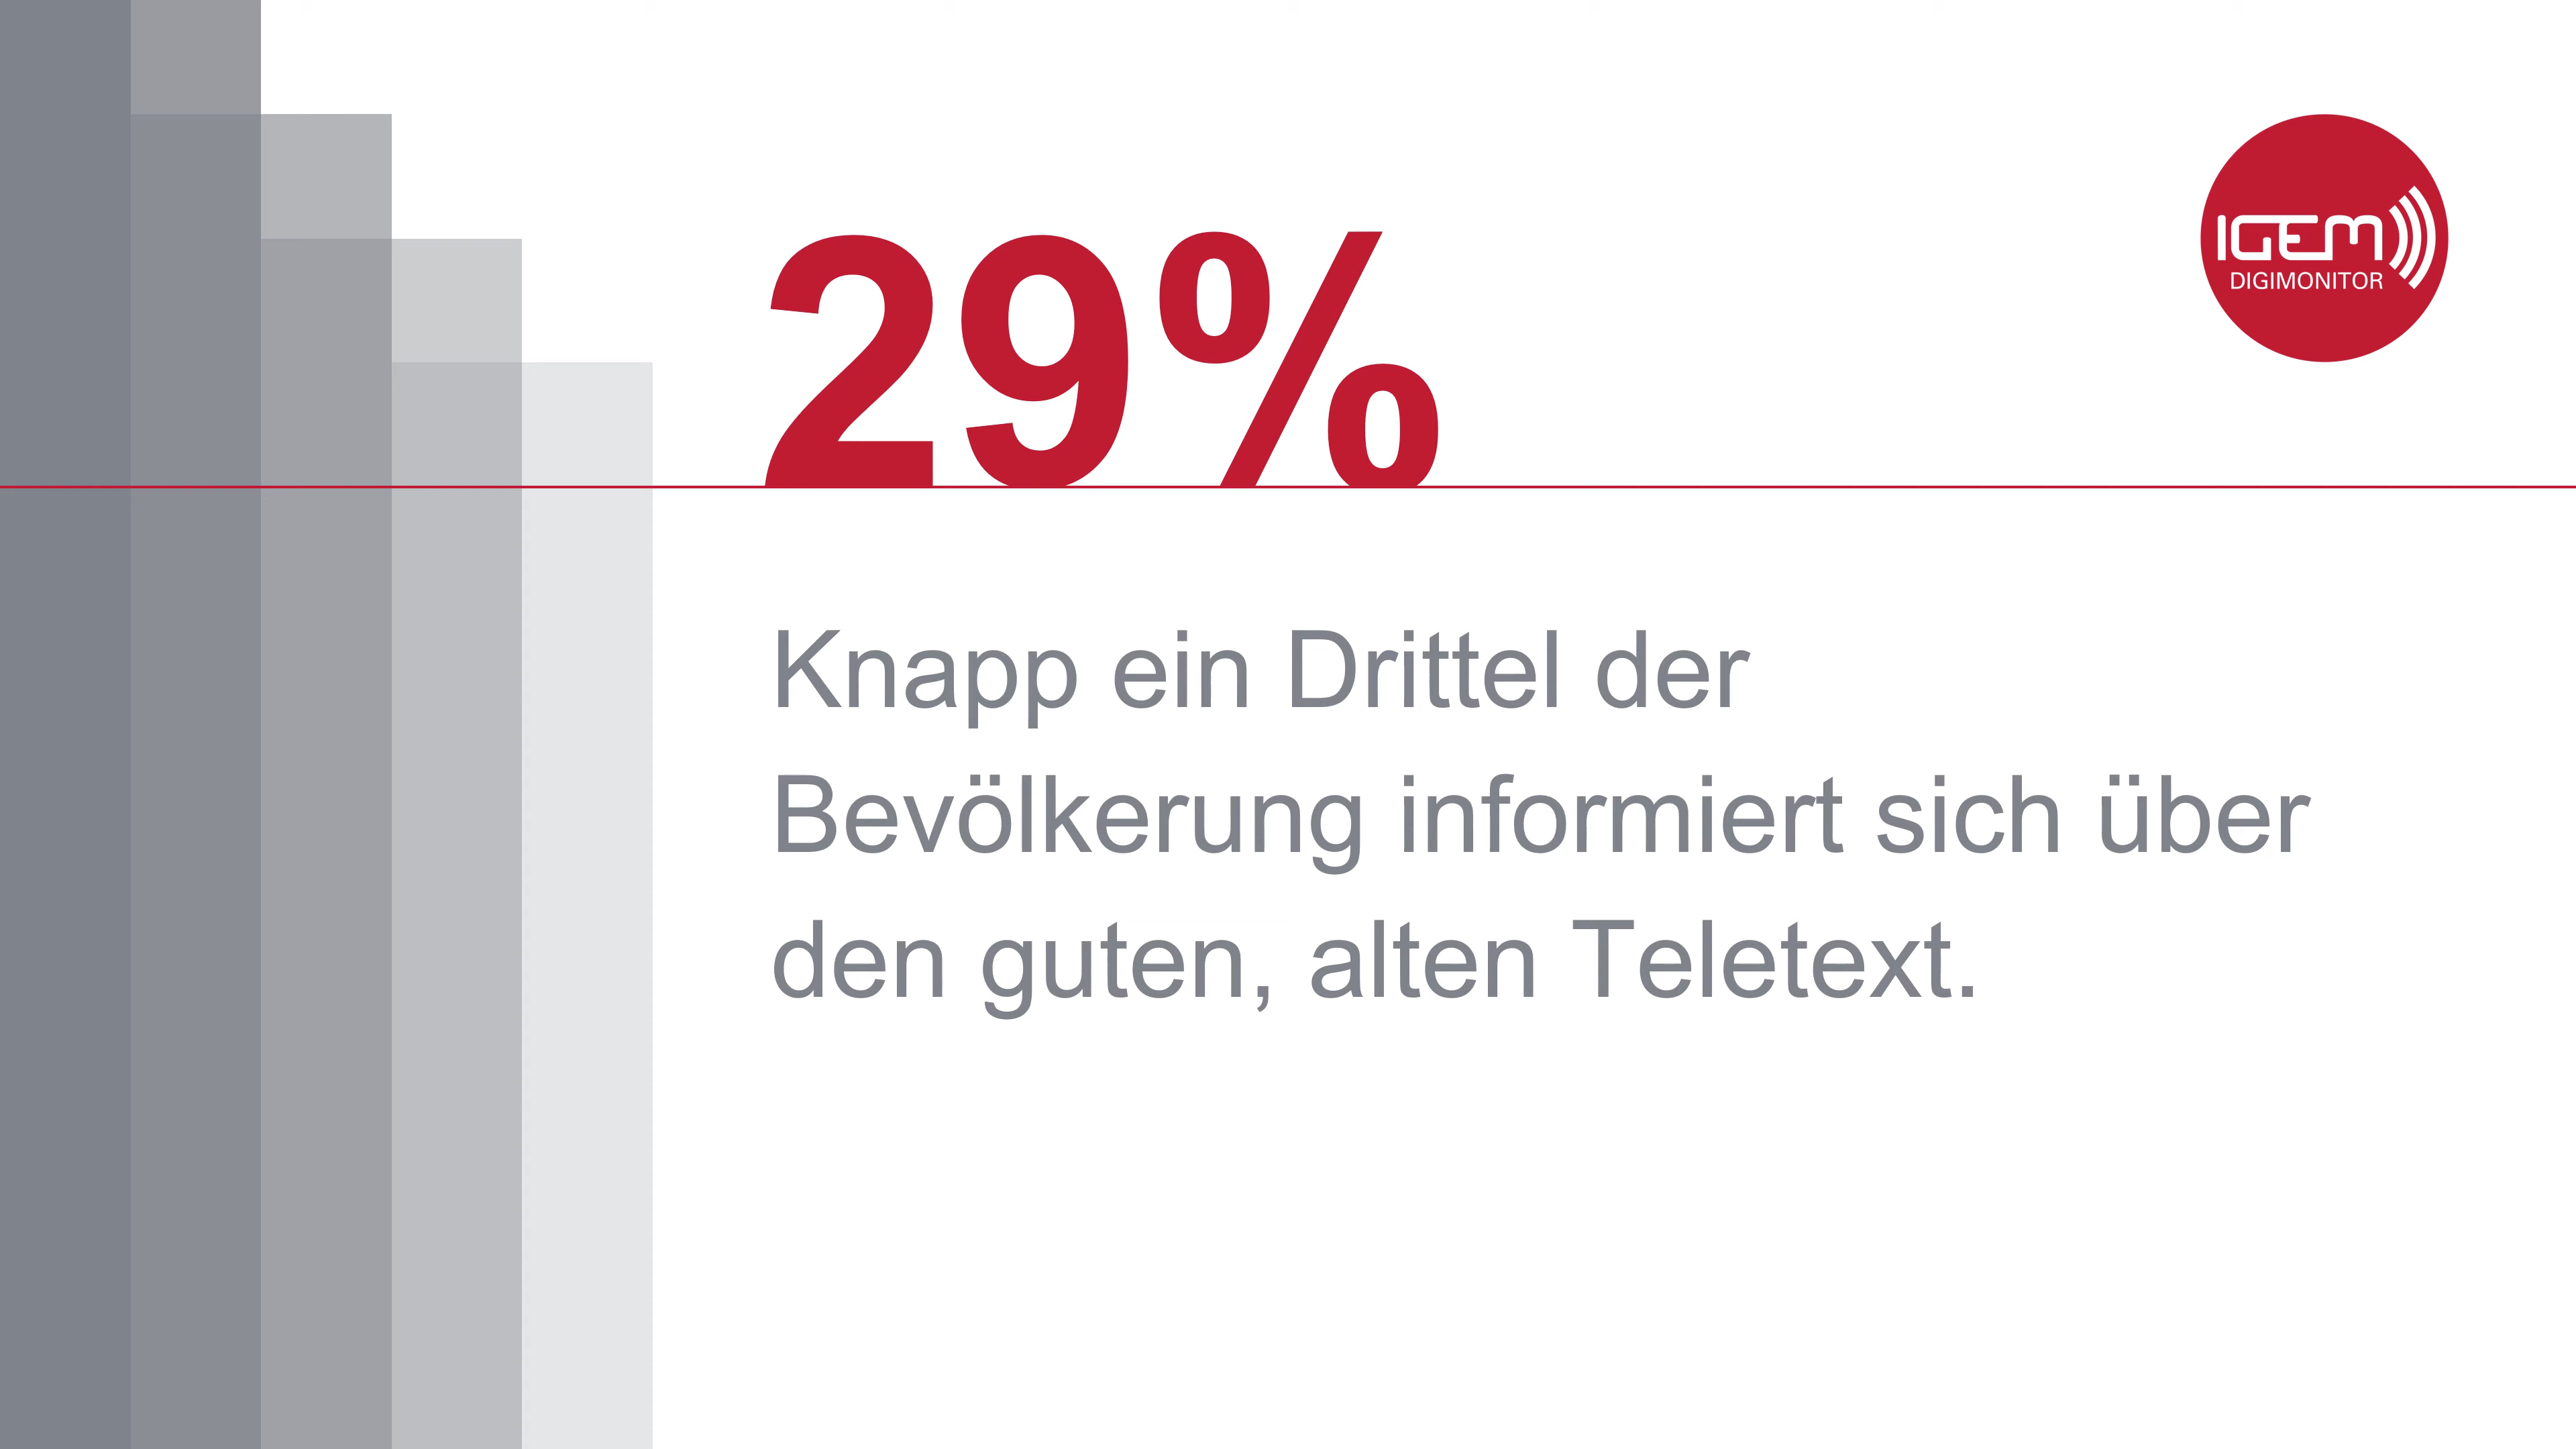 29%
IGEM
DIGIMONITOR
Knapp ein Drittel der
Bevölkerung informiert sich über
den guten, alten Teletext.